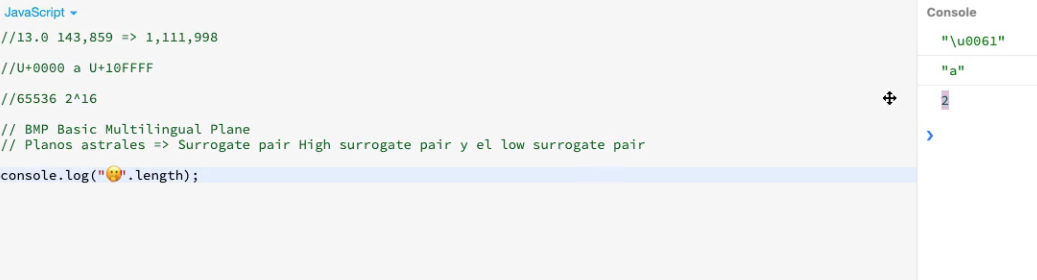 JavaScript
//13.0 143,859 => 1,111,998
//U+0000 a U+10FFFF
//65536 2^16
// BMP Basic Multilingual Plane
// Planos astrales => Surrogate pair High surrogate pair y el low surrogate pair
console.log("🤭".length);
Console
"\u0061"
"a"
2